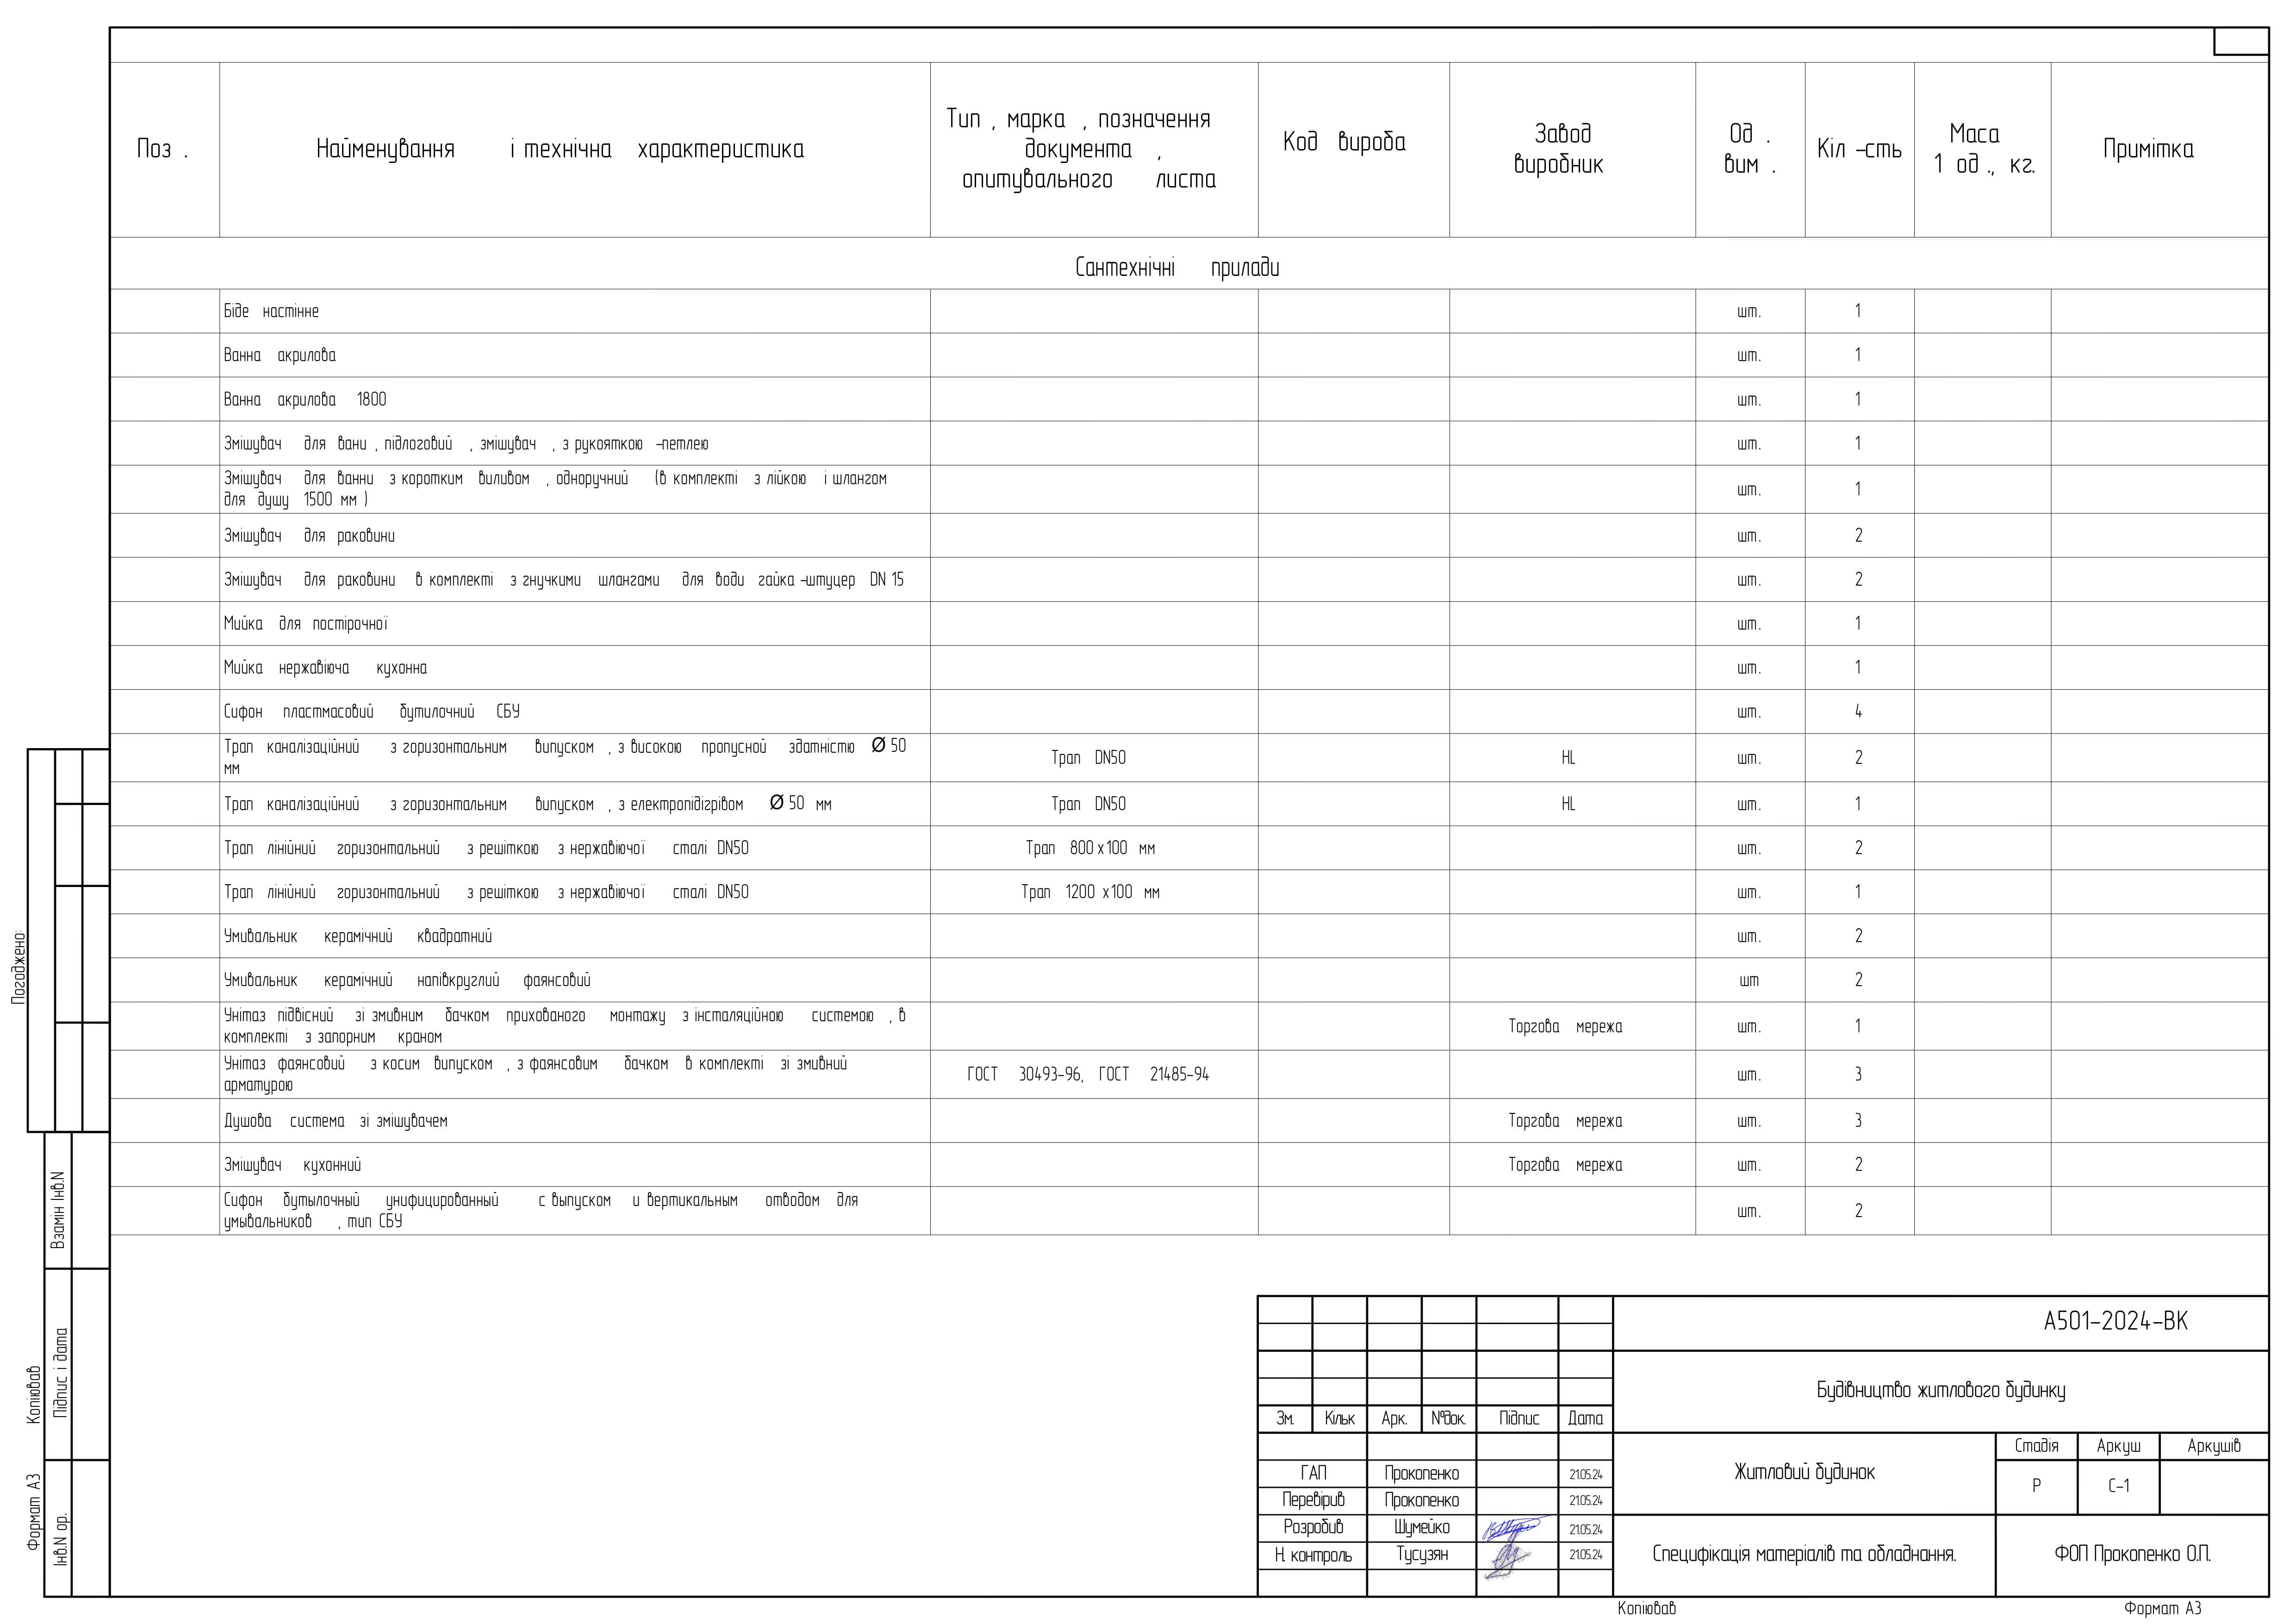 Поз.
Найменування і технічна характеристика
Тип, марка, позначення
документа,
опитувального листа
Код вироба
Завод
виробник
Од.
вим.
Кіл-сть
Маса
1 од., кг.
Примітка
Сантехнічні прилади
Біде настінне шт. 1
Ванна акрилова шт. 1
Ванна акрилова 1800 шт. 1
Змішувач для вани, підлоговий, змішувач, з рукояткою-петлею шт. 1
Змішувач для ванни з коротким виливом, одноручний (в комплекті з лійкою і шлангом
для душу 1500 мм) шт. 1
Змішувач для раковини шт. 2
Змішувач для раковини в комплекті з гнучкими шлангами для води гайка-штуцер DN 15 шт. 2
Мийка для постірочної шт. 1
Мийка нержавіюча кухонна шт. 1
Сифон пластмасовий бутилочний СБУ шт. 4
Трап каналізаційний з горизонтальним випуском, з високою пропусной здатністю Ø 50
мм Трап DN50 HL шт. 2
Трап каналізаційний з горизонтальним випуском, з електропідігрівом Ø 50 мм Трап DN50 HL шт. 1
Трап лінійний горизонтальний з решіткою з нержавіючої сталі DN50 Трап 800х100 мм шт. 2
Трап лінійний горизонтальний з решіткою з нержавіючої сталі DN50 Трап 1200х100 мм шт. 1
Умивальник керамічний квадратний шт. 2
Умивальник керамічний напівкруглий фаянсовий шт 2
Унітаз підвісний зі змивним бачком прихованого монтажу з інсталяційною системою, в
комплекті з запорним краном Торгова мережа шт. 1
Унітаз фаянсовий з косим випуском, з фаянсовим бачком в комплекті зі змивний
арматурою ГОСТ 30493-96, ГОСТ 21485-94 шт. 3
Душова система зі змішувачем Торгова мережа шт. 3
Змішувач кухонний Торгова мережа шт. 2
Сифон бутылочный унифицированный с выпуском и вертикальным отводом для
умывальников, тип СБУ шт. 2
Погоджено:
Взамін Інв.N
Підпис і дата
Інв.N ор.
Копіював
Формат А3
А501-2024-ВК
Будівництво житлового будинку
Зм. Кільк Арк. №док. Підпис Дата
Житловий будинок
Стадія Аркуш Аркушів
Р С-1
ГАП Прокопенко 21.05.24
Перевірив Прокопенко 21.05.24
Розробив Шумейко 21.05.24
Н. контроль Тусузян 21.05.24
Специфікація матеріалів та обладнання.
ФОП Прокопенко О.П.
Копіював
Формат А3